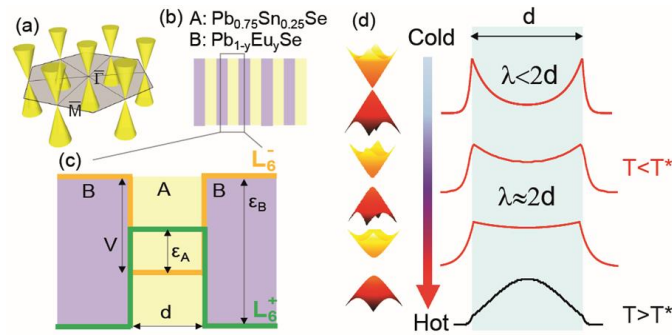 (a)
Γ̅
M̅
(b) A: Pb0.75Sn0.25Se
B: Pb1-yEuySe
(c)
L6-
B
A
B
V
εA
εB
d
L6+
(d)
Cold
d
λ<2d
T<T*
λ≈2d
Hot
T>T*